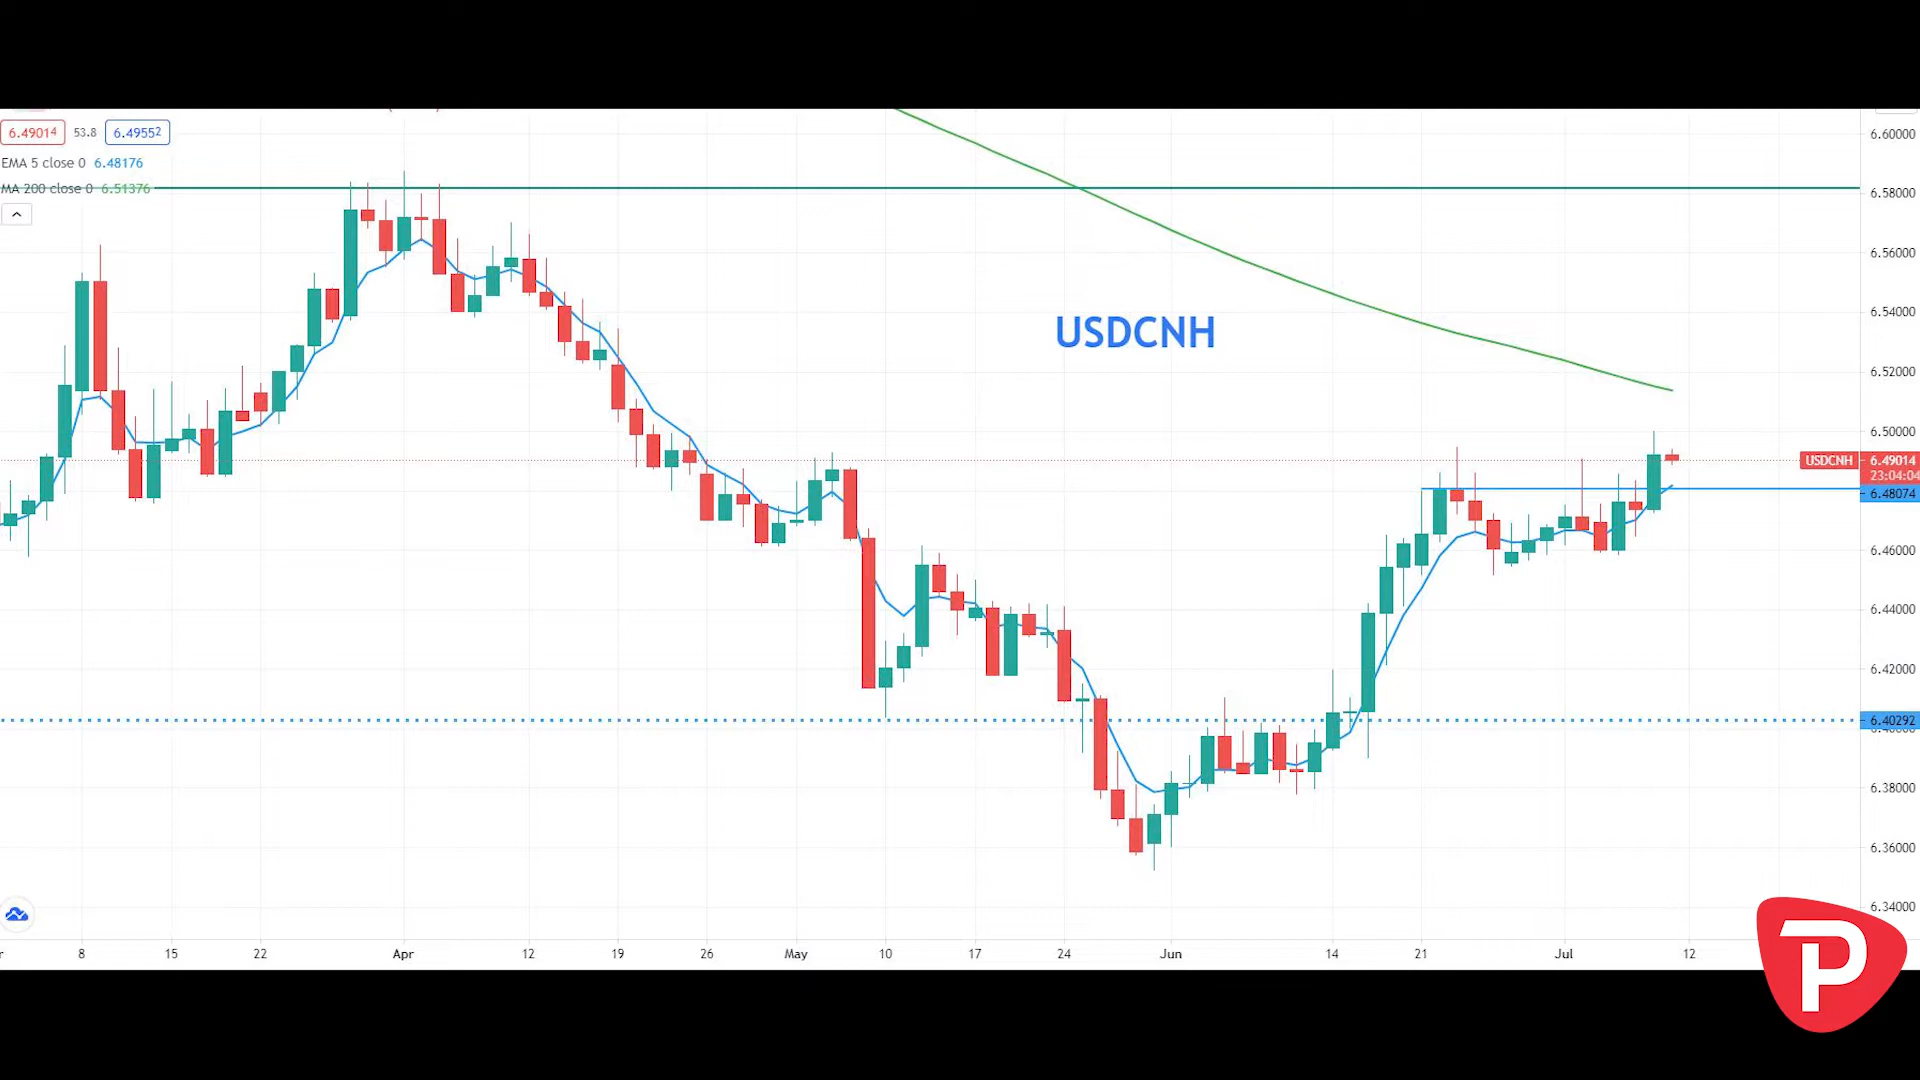 6.49014 53.8 6.49552
EMA 5 close 0 6.48176
MA 200 close 0 6.51376
USDCNH
6.60000
6.58000
6.56000
6.54000
6.52000
6.50000
USDCNH 6.49014
23:04:04
6.48074
6.46000
6.44000
6.42000
6.40292
6.40000
6.38000
6.36000
6.34000
8 15 22 Apr 12 19 26 May 10 17 24 Jun 14 21 Jul 12
P